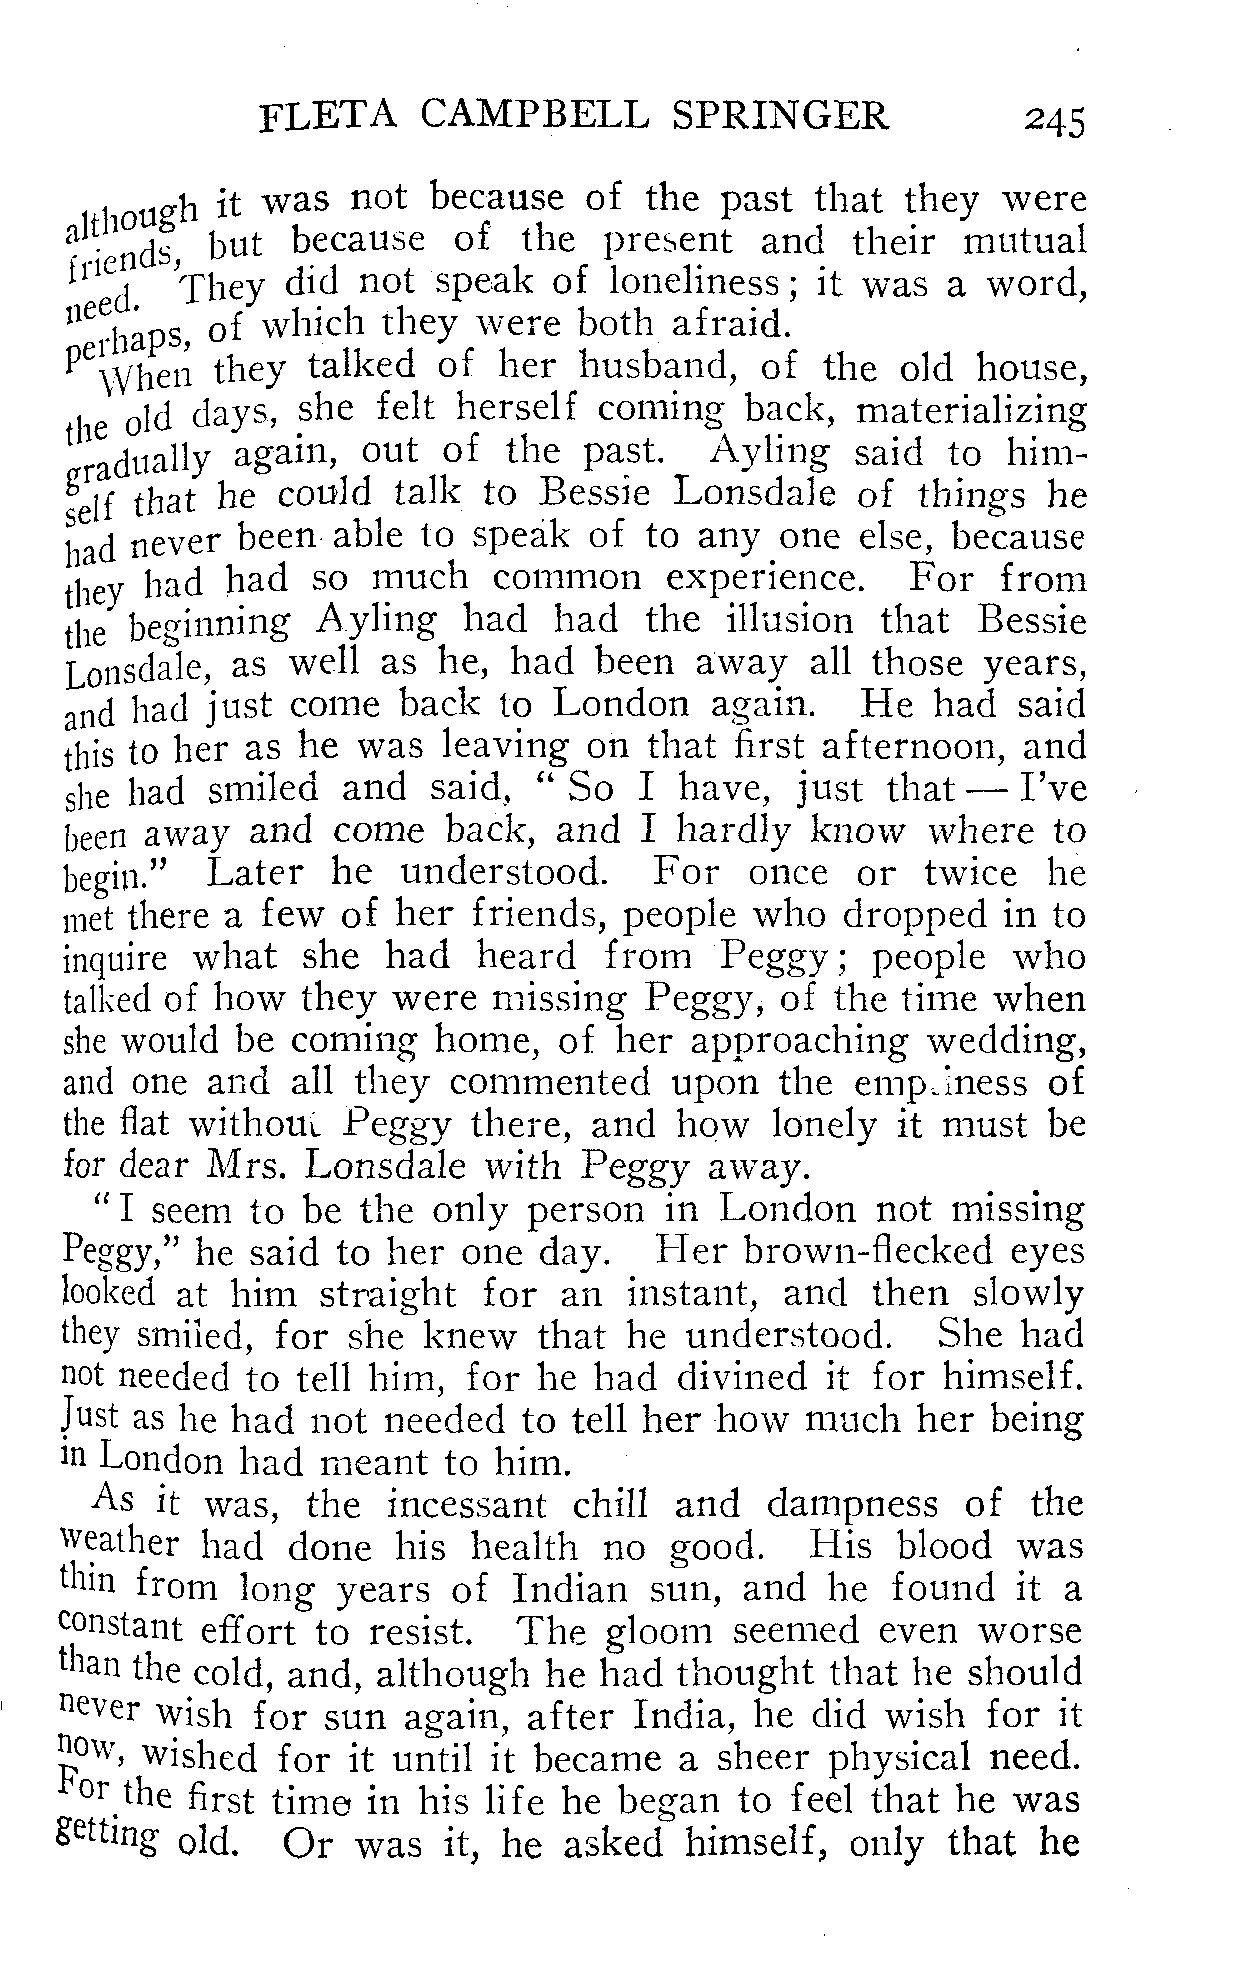 FLETA CAMPBELL SPRINGER 245
although it was not because of the past that they were
friends, but because of the present and their mutual
need. They did not speak of loneliness; it was a word,
perhaps, of which they were both afraid.
When they talked of her husband, of the old house,
the old days, she felt herself coming back, materializing
gradually again, out of the past. Ayling said to him-
self that he could talk to Bessie Lonsdale of things he
had never been able to speak of to any one else, because
they had had so much common experience. For from
the beginning Ayling had had the illusion that Bessie
Lonsdale, as well as he, had been away all those years,
and had just come back to London again. He had said
this to her as he was leaving on that first afternoon, and
she had smiled and said, “ So I have, just that — I’ve
been away and come back, and I hardly know where to
begin.” Later he understood. For once or twice he
met there a few of her friends, people who dropped in to
inquire what she had heard from Peggy; people who
talked of how they were missing Peggy, of the time when
she would be coming home, of her approaching wedding,
and one and all they commented upon the emptiness of
the flat without Peggy there, and how lonely it must be
for dear Mrs. Lonsdale with Peggy away.
“ I seem to be the only person in London not missing
Peggy,” he said to her one day. Her brown-flecked eyes
looked at him straight for an instant, and then slowly
they smiled, for she knew that he understood. She had
not needed to tell him, for he had divined it for himself.
Just as he had not needed to tell her how much her being
in London had meant to him.
As it was, the incessant chill and dampness of the
weather had done his health no good. His blood was
thin from long years of Indian sun, and he found it a
constant effort to resist. The gloom seemed even worse
than the cold, and, although he had thought that he should
never wish for sun again, after India, he did wish for it
now, wished for it until it became a sheer physical need.
For the first time in his life he began to feel that he was
getting old. Or was it, he asked himself, only that he